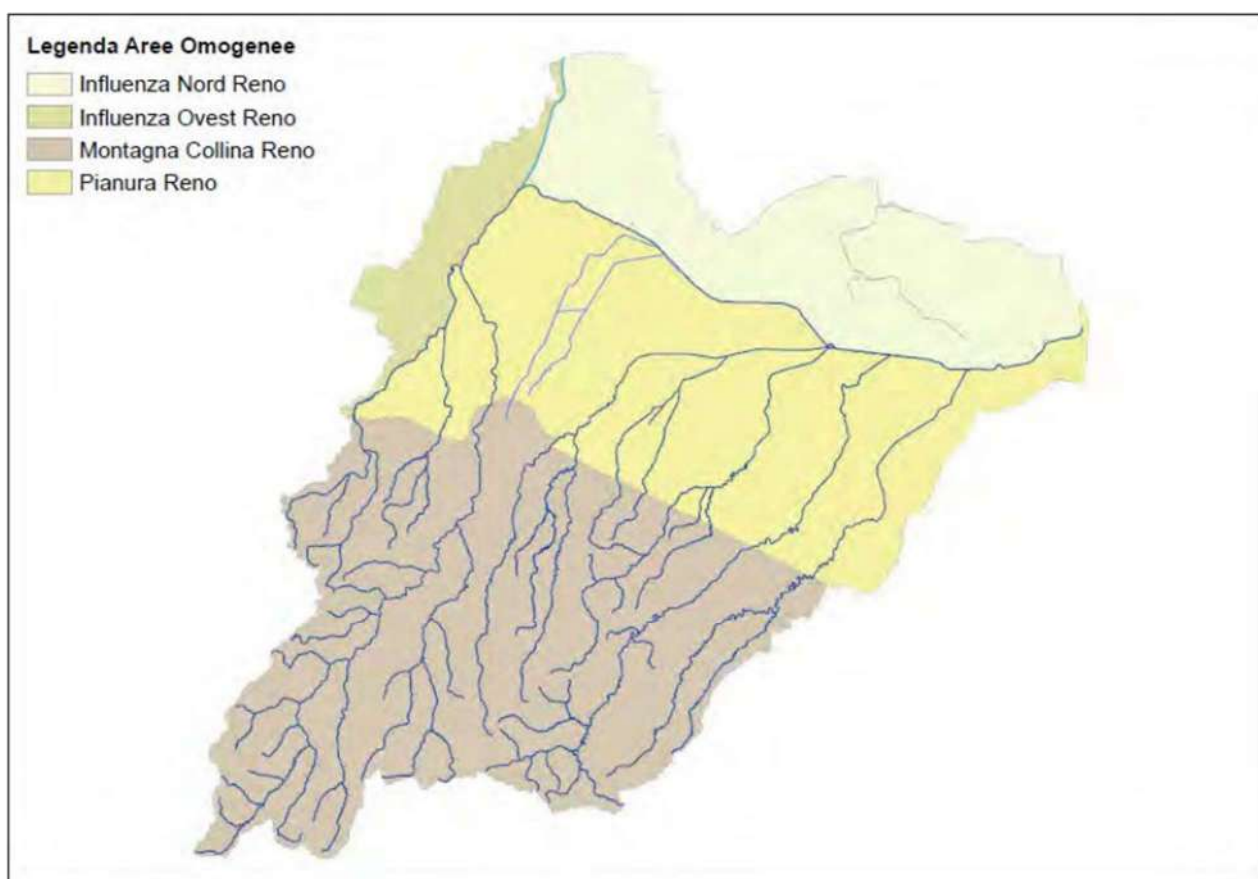 Legenda Aree Omogenee
Influenza Nord Reno
Influenza Ovest Reno
Montagna Collina Reno
Pianura Reno